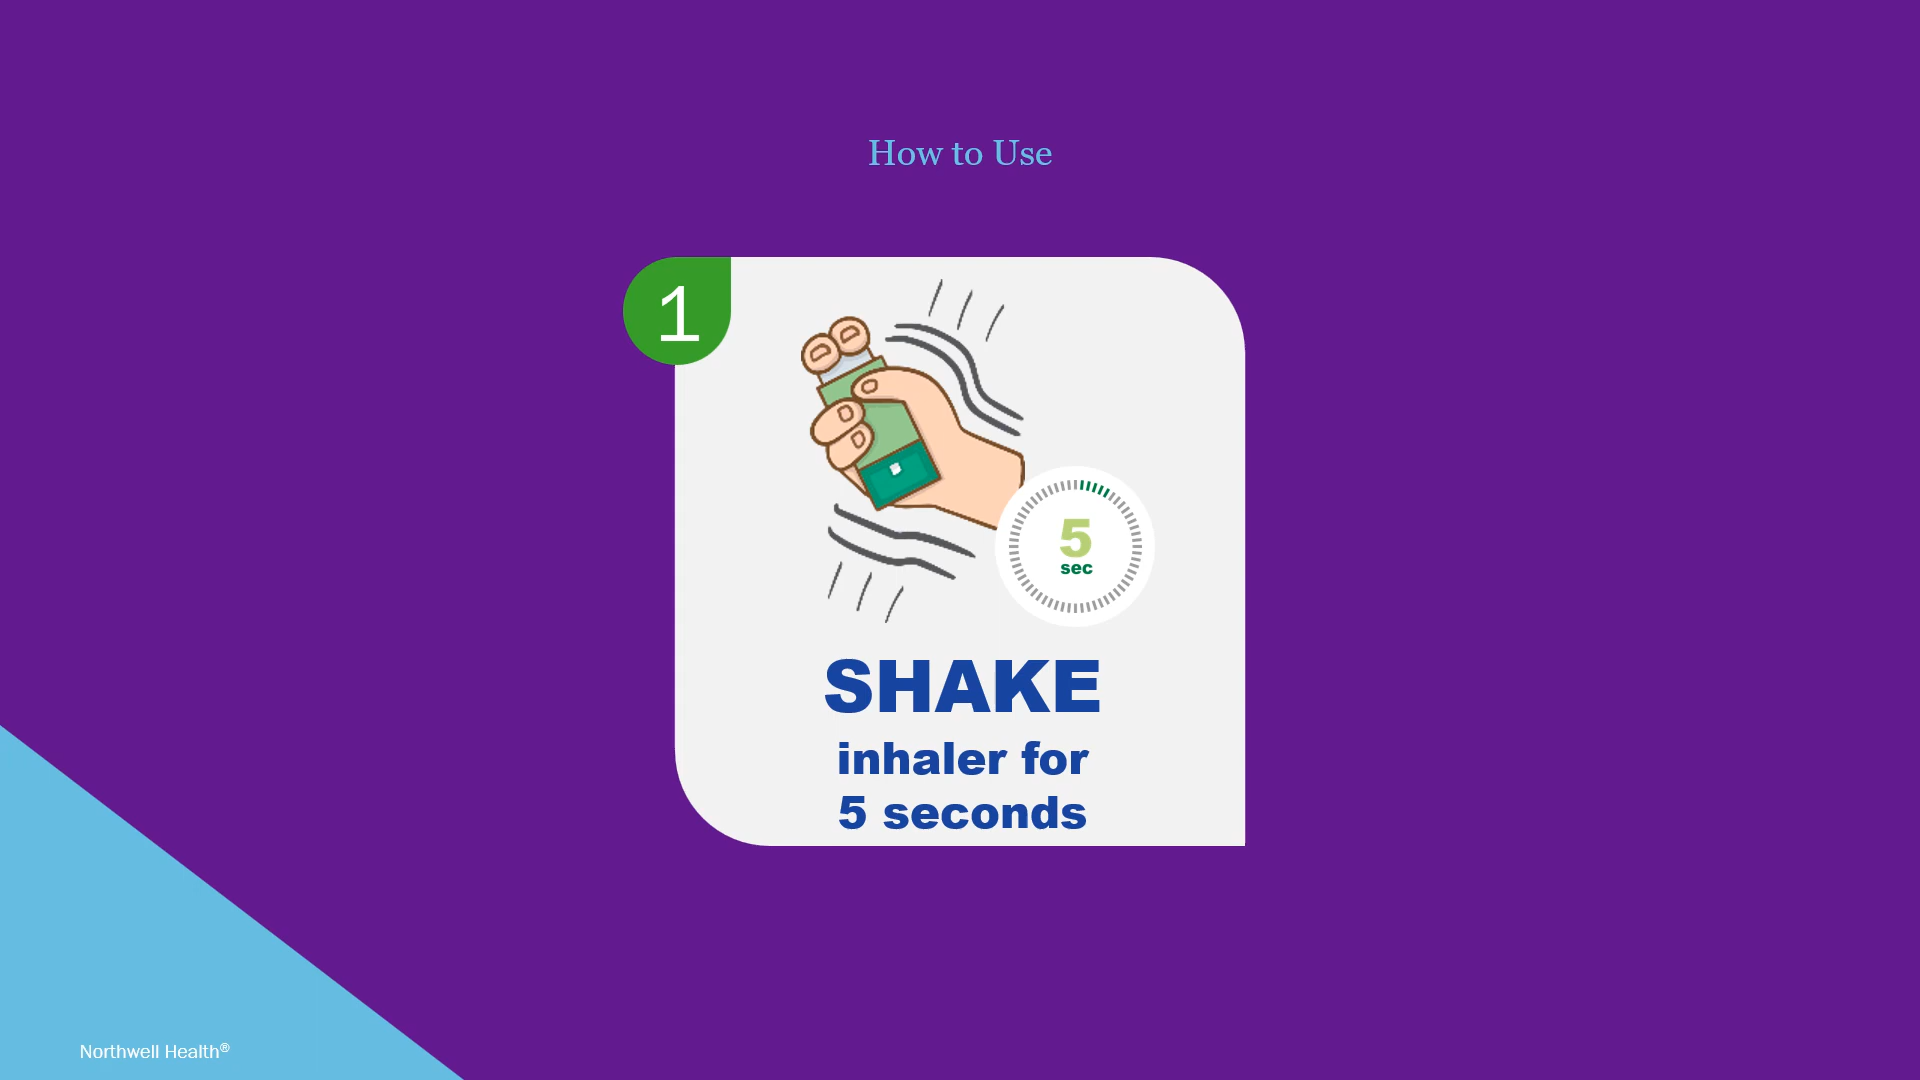 How to Use
1
5
sec
SHAKE
inhaler for
5 seconds
Northwell Health®